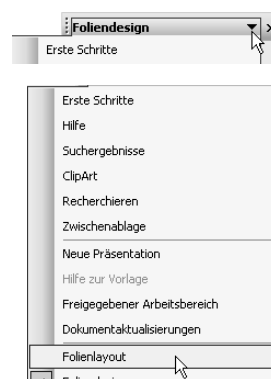 Foliendesign
Erste Schritte
Erste Schritte
Hilfe
Suchergebnisse
ClipArt
Recherchieren
Zwischenablage
Neue Präsentation
Hilfe zur Vorlage
Freigegebener Arbeitsbereich
Dokumentaktualisierungen
Folienlayout